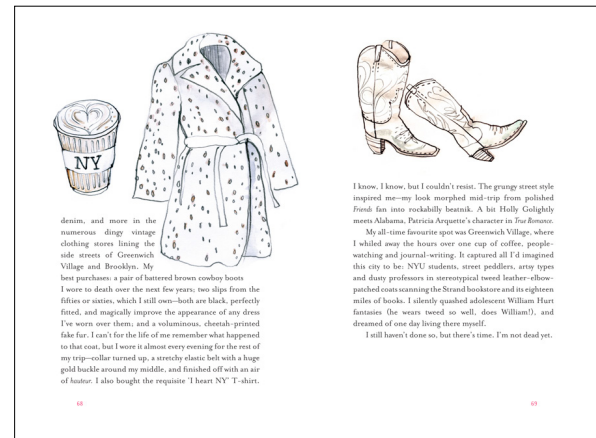 NY
denim, and more in the
numerous dingy vintage
clothing stores lining the
side streets of Greenwich
Village and Brooklyn. My
best purchases: a pair of battered brown cowboy boots
I wore to death over the next few years; two slips from the
fifties or sixties, which I still own—both are black, perfectly
fitted, and magically improve the appearance of any dress
I've worn over them; and a voluminous, cheetah-printed
fake fur. I can't for the life of me remember what happened
to that coat, but I wore it almost every evening for the rest of
my trip—collar turned up, a stretchy elastic belt with a huge
gold buckle around my middle, and finished off with an air
of hauteur. I also bought the requisite 'I heart NY' T-shirt.
68
I know, I know, but I couldn't resist. The grungy street style
inspired me—my look morphed mid-trip from polished
Friends fan into rockabilly beatnik. A bit Holly Golightly
meets Alabama, Patricia Arquette's character in True Romance.
My all-time favourite spot was Greenwich Village, where
I whiled away the hours over one cup of coffee, people-
watching and journal-writing. It captured all I'd imagined
this city to be: NYU students, street peddlers, artsy types
and dusty professors in stereotypical tweed leather-elbow-
patched coats scanning the Strand bookstore and its eighteen
miles of books. I silently quashed adolescent William Hurt
fantasies (he wears tweed so well, does William!), and
dreamed of one day living there myself.
I still haven't done so, but there's time. I'm not dead yet.
69